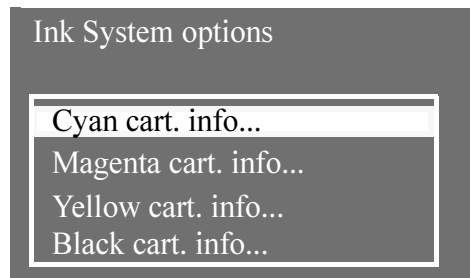 Ink System options
Cyan cart. info...
Magenta cart. info...
Yellow cart. info...
Black cart. info...